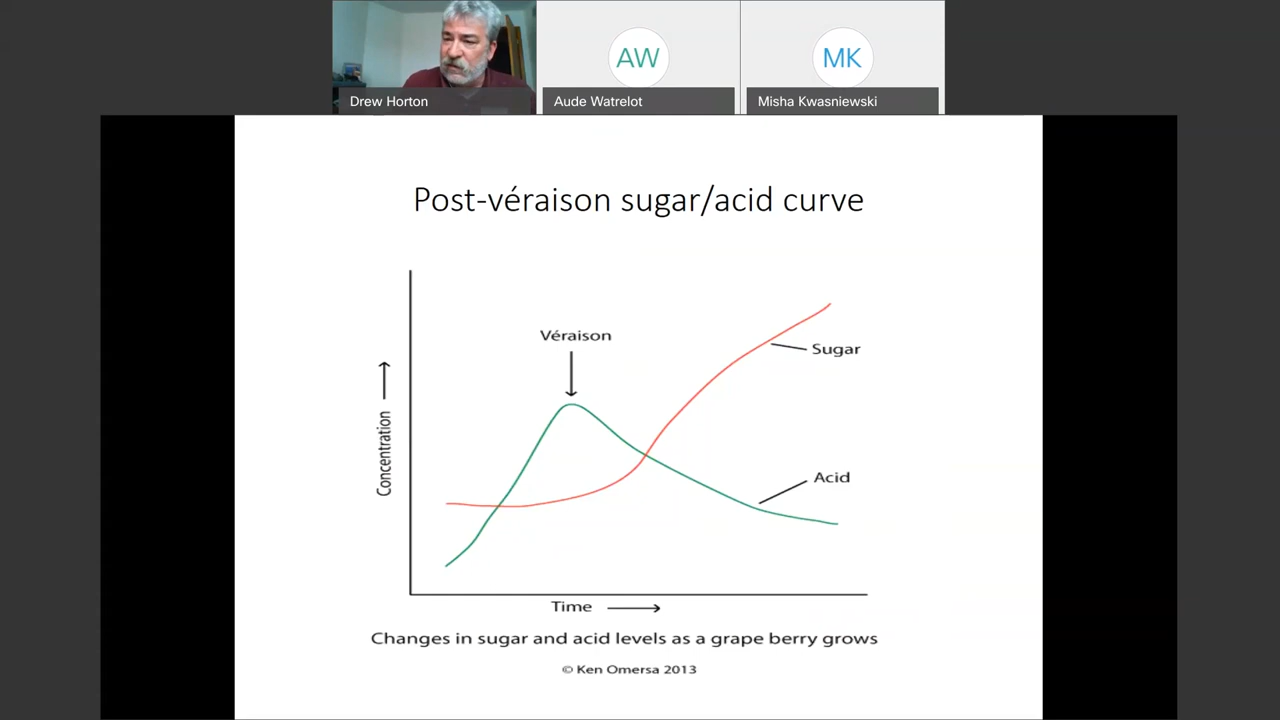 AW
MK
Drew Horton
Aude Watrelot
Misha Kwasniewski
Post-véraison sugar/acid curve
Véraison
Sugar
Concentration
Acid
Time
Changes in sugar and acid levels as a grape berry grows
© Ken Omersa 2013